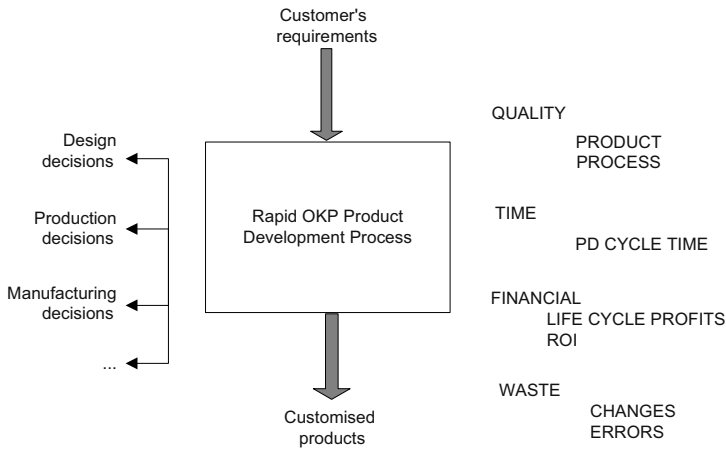 Customer's
requirements
Design
decisions
Production
decisions
Manufacturing
decisions
...
Rapid OKP Product
Development Process
Customised
products
QUALITY
PRODUCT
PROCESS
TIME
PD CYCLE TIME
FINANCIAL
LIFE CYCLE PROFITS
ROI
WASTE
CHANGES
ERRORS